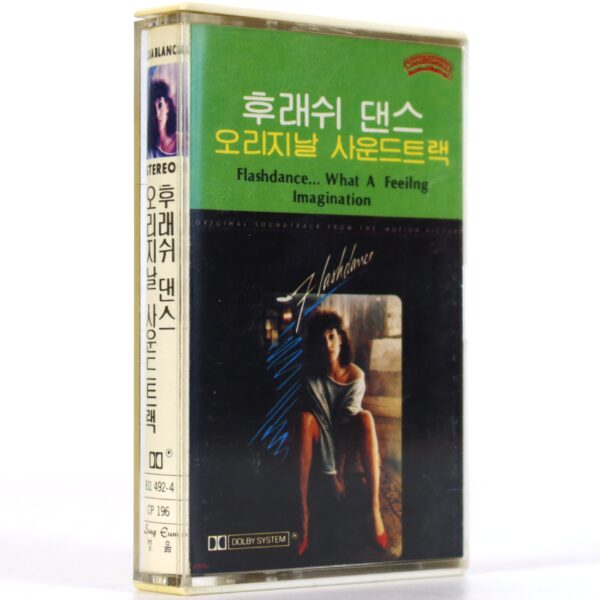 후래쉬 댄스
오리지날 사운드트랙
Flashdance... What A Feeilng
Imagination
ORIGINAL SOUNDTRACK FROM THE MOTION PICTURE
Flashdance
DOLBY SYSTEM ®
STEREO
후래쉬 댄스
오리지날 사운드트랙
®
492-4
CP 196